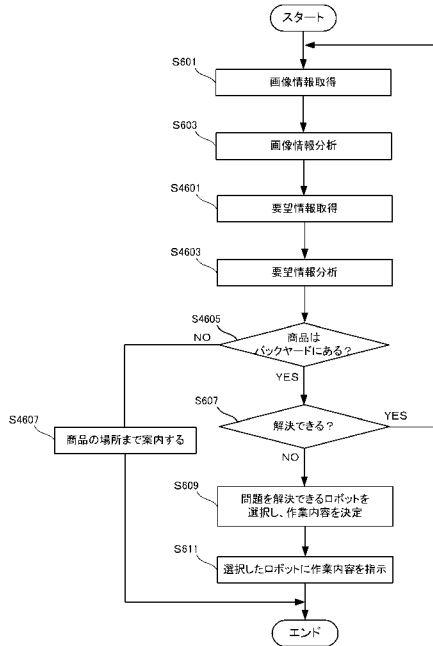 スタート
S601
画像情報取得
S603
画像情報分析
S4601
要望情報取得
S4603
要望情報分析
S4605
商品は
バックヤードにある？
NO
YES
S607
解決できる？
YES
NO
S4607
商品の場所まで案内する
S609
問題を解決できるロボットを
選択し、作業内容を決定
S611
選択したロボットに作業内容を指示
エンド